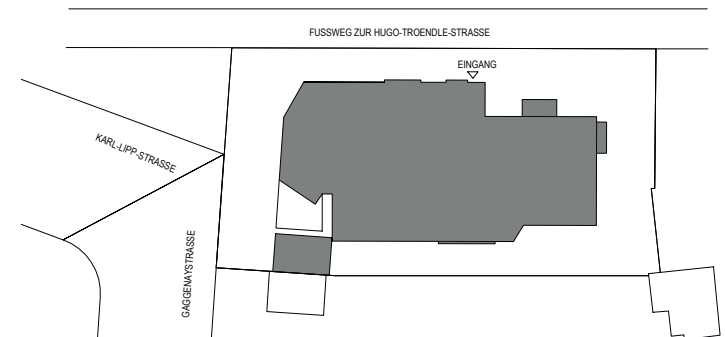 FUSSWEG ZUR HUGO-TROENDLE-STRASSE
EINGANG
KARL-LIPP-STRASSE
GAGGENAYSTRASSE